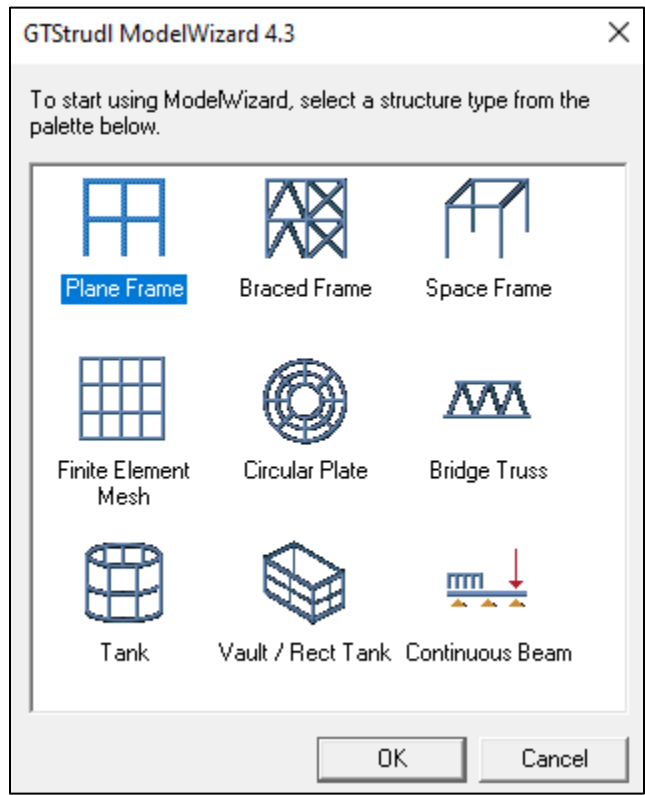 GTStrudl ModelWizard 4.3
To start using ModelWizard, select a structure type from the
palette below.
Plane Frame
Braced Frame
Space Frame
Finite Element
Mesh
Circular Plate
Bridge Truss
Tank
Vault / Rect Tank
Continuous Beam
OK
Cancel